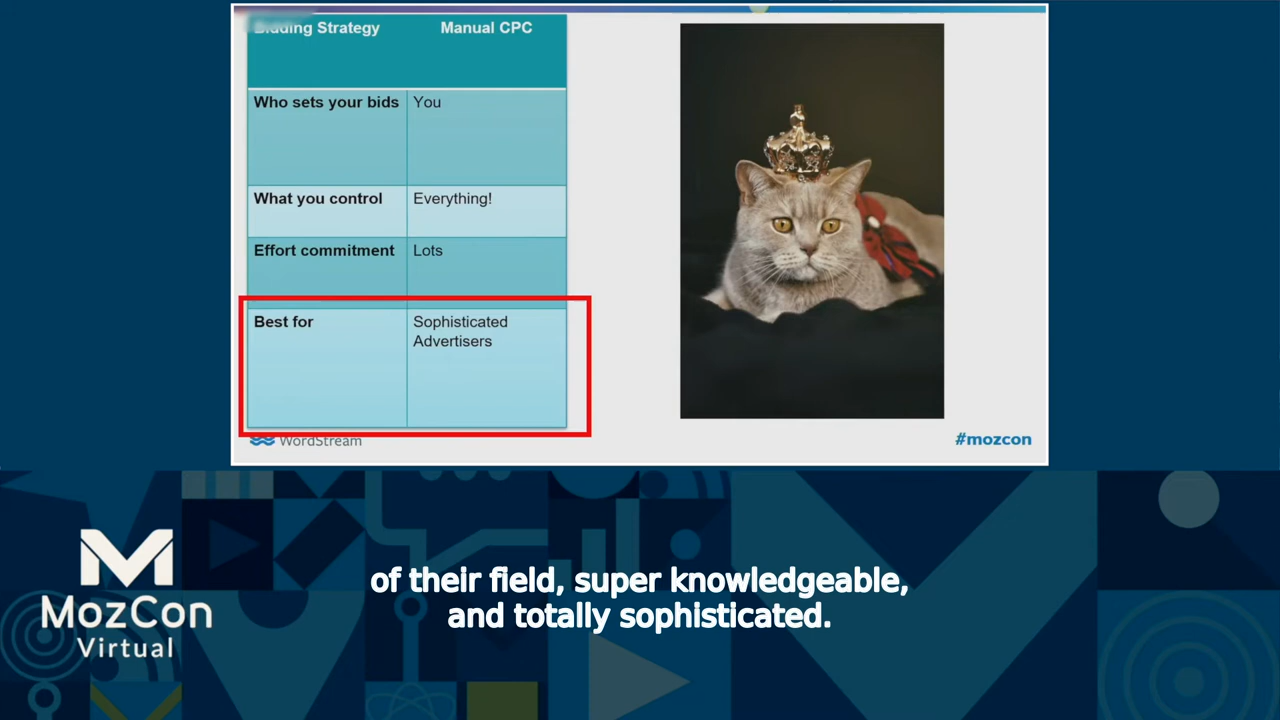 Bidding Strategy Manual CPC
Who sets your bids You
What you control Everything!
Effort commitment Lots
Best for Sophisticated
Advertisers
WordStream
#mozcon
MozCon
Virtual
of their field, super knowledgeable,
and totally sophisticated.